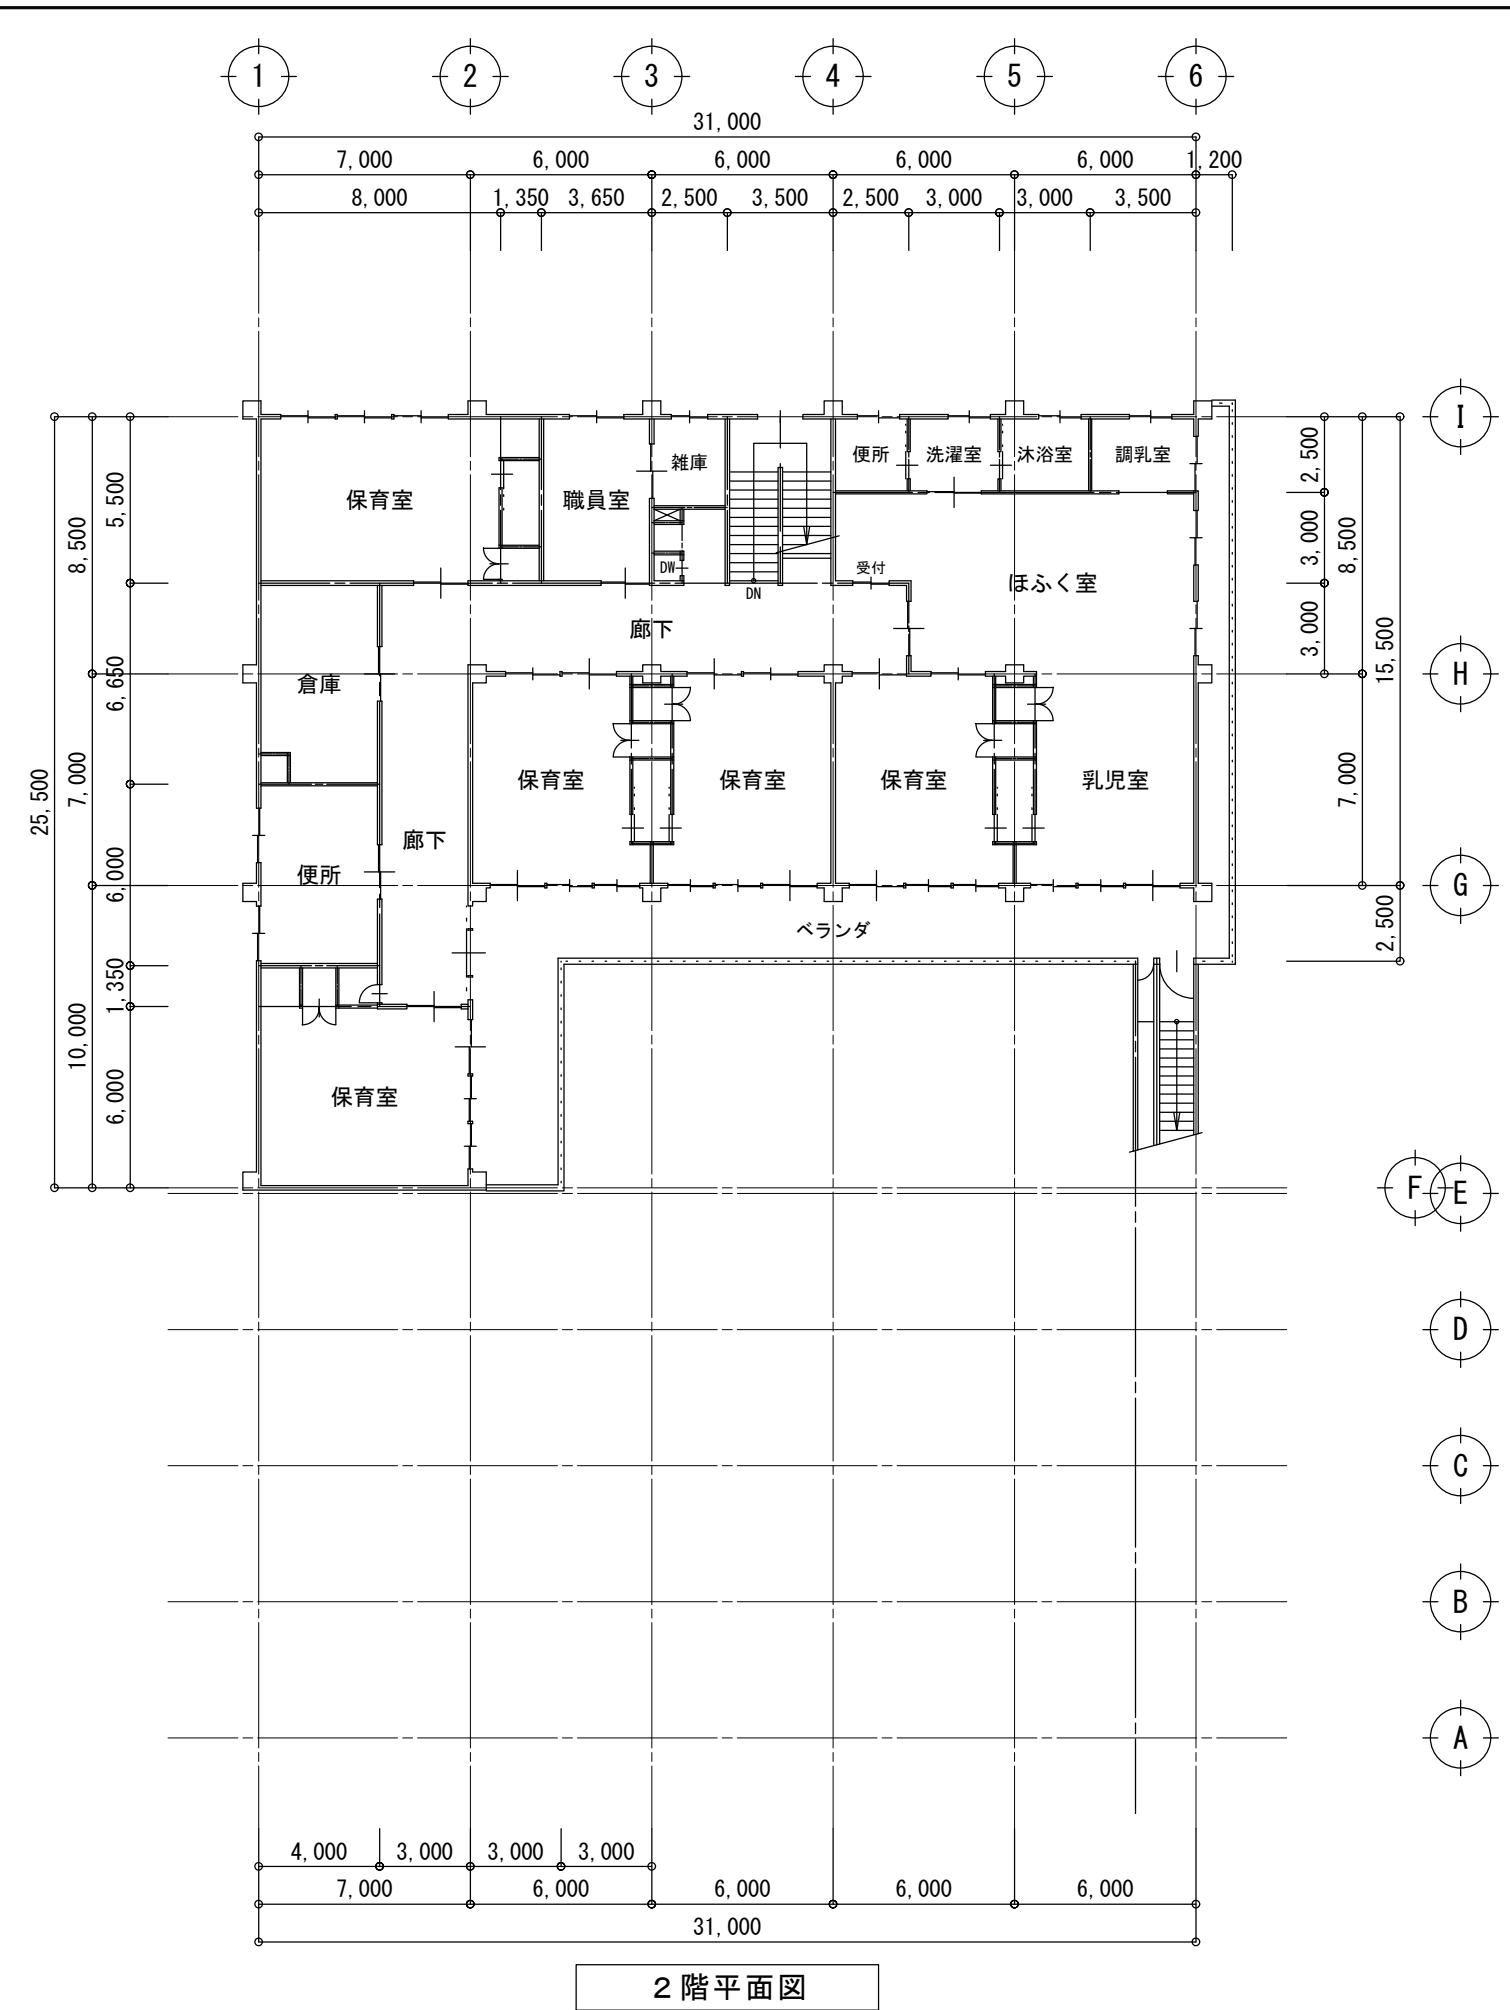 1 2 3 4 5 6
31,000
7,000 6,000 6,000 6,000 6,000 1,200
8,000 1,350 3,650 2,500 3,500 2,500 3,000 3,000 3,500
I
H
G
F E
D
C
B
A
25,500
8,500 7,000 10,000
5,500 6,650 6,000 1,350 6,000
2,500 3,000 3,000
8,500 7,000
15,500 2,500
保育室 職員室 雑庫 便所 洗濯室 沐浴室 調乳室
DW DN 受付 ほふく室
廊下
倉庫
保育室 保育室 保育室 乳児室
廊下
便所
ベランダ
保育室
4,000 3,000 3,000 3,000
7,000 6,000 6,000 6,000 6,000
31,000
2階平面図